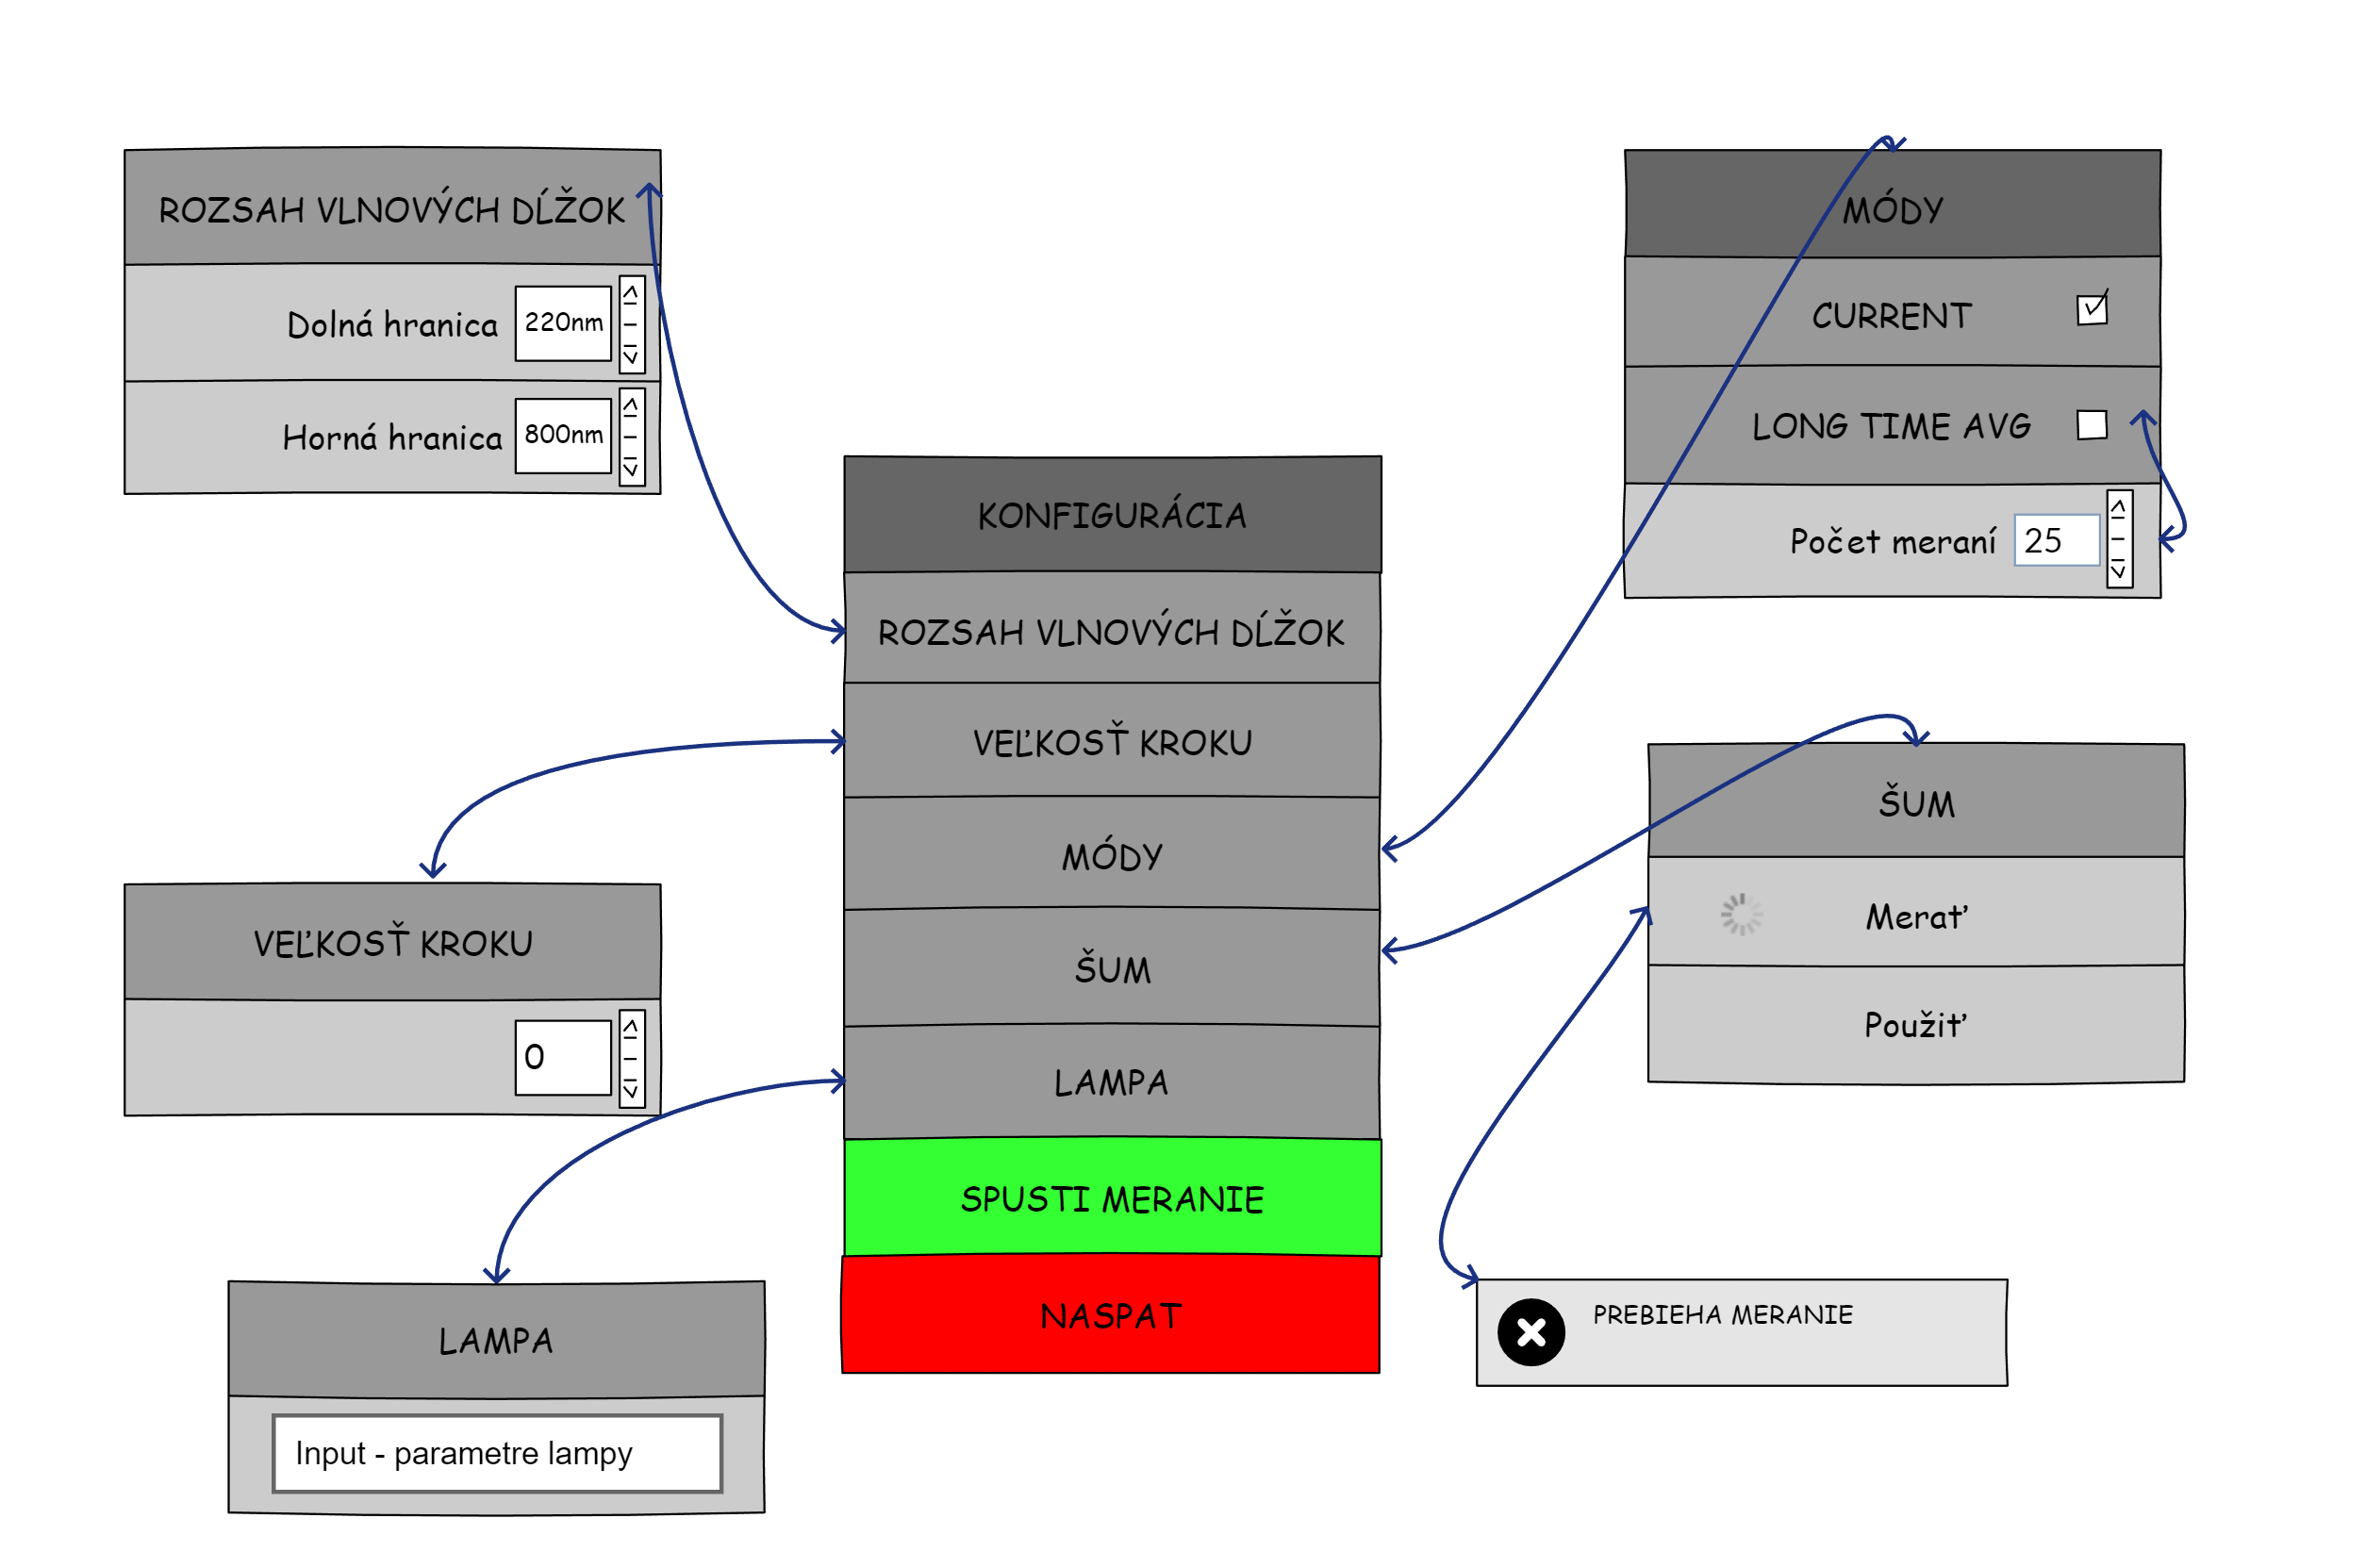 ROZSAH VLNOVÝCH DĹŽOK
Dolná hranica 220nm
Horná hranica 800nm
VEĽKOSŤ KROKU
0
LAMPA
Input - parametre lampy
KONFIGURÁCIA
ROZSAH VLNOVÝCH DĹŽOK
VEĽKOSŤ KROKU
MÓDY
ŠUM
LAMPA
SPUSTI MERANIE
NASPAT
MÓDY
CURRENT
LONG TIME AVG
Počet meraní 25
ŠUM
Merať
Použiť
PREBIEHA MERANIE